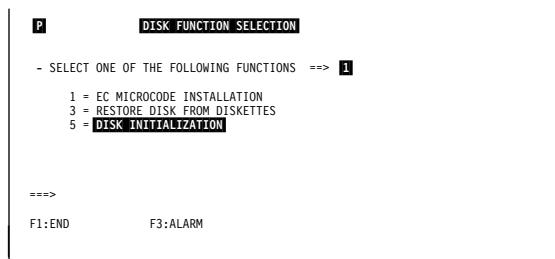 P DISK FUNCTION SELECTION
- SELECT ONE OF THE FOLLOWING FUNCTIONS ==> 1
1 = EC MICROCODE INSTALLATION
3 = RESTORE DISK FROM DISKETTES
5 = DISK INITIALIZATION
===>
F1:END F3:ALARM